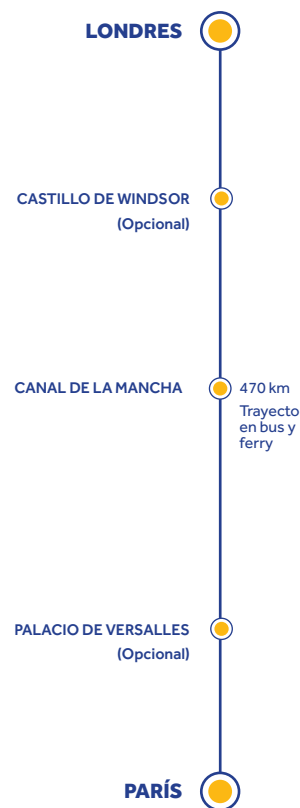 LONDRES
CASTILLO DE WINDSOR
(Opcional)
CANAL DE LA MANCHA
470 km
Trayecto
en bus y
ferry
PALACIO DE VERSALLES
(Opcional)
PARÍS